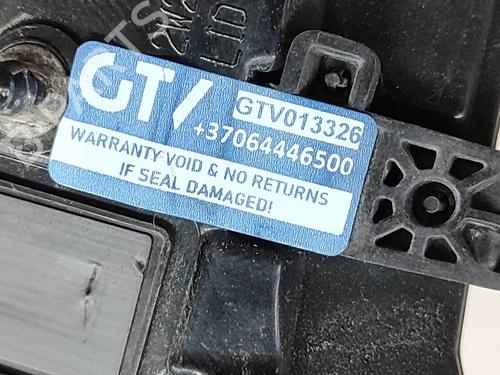 GTV
GTV013326
+37064446500
WARRANTY VOID & NO RETURNS
IF SEAL DAMAGED!